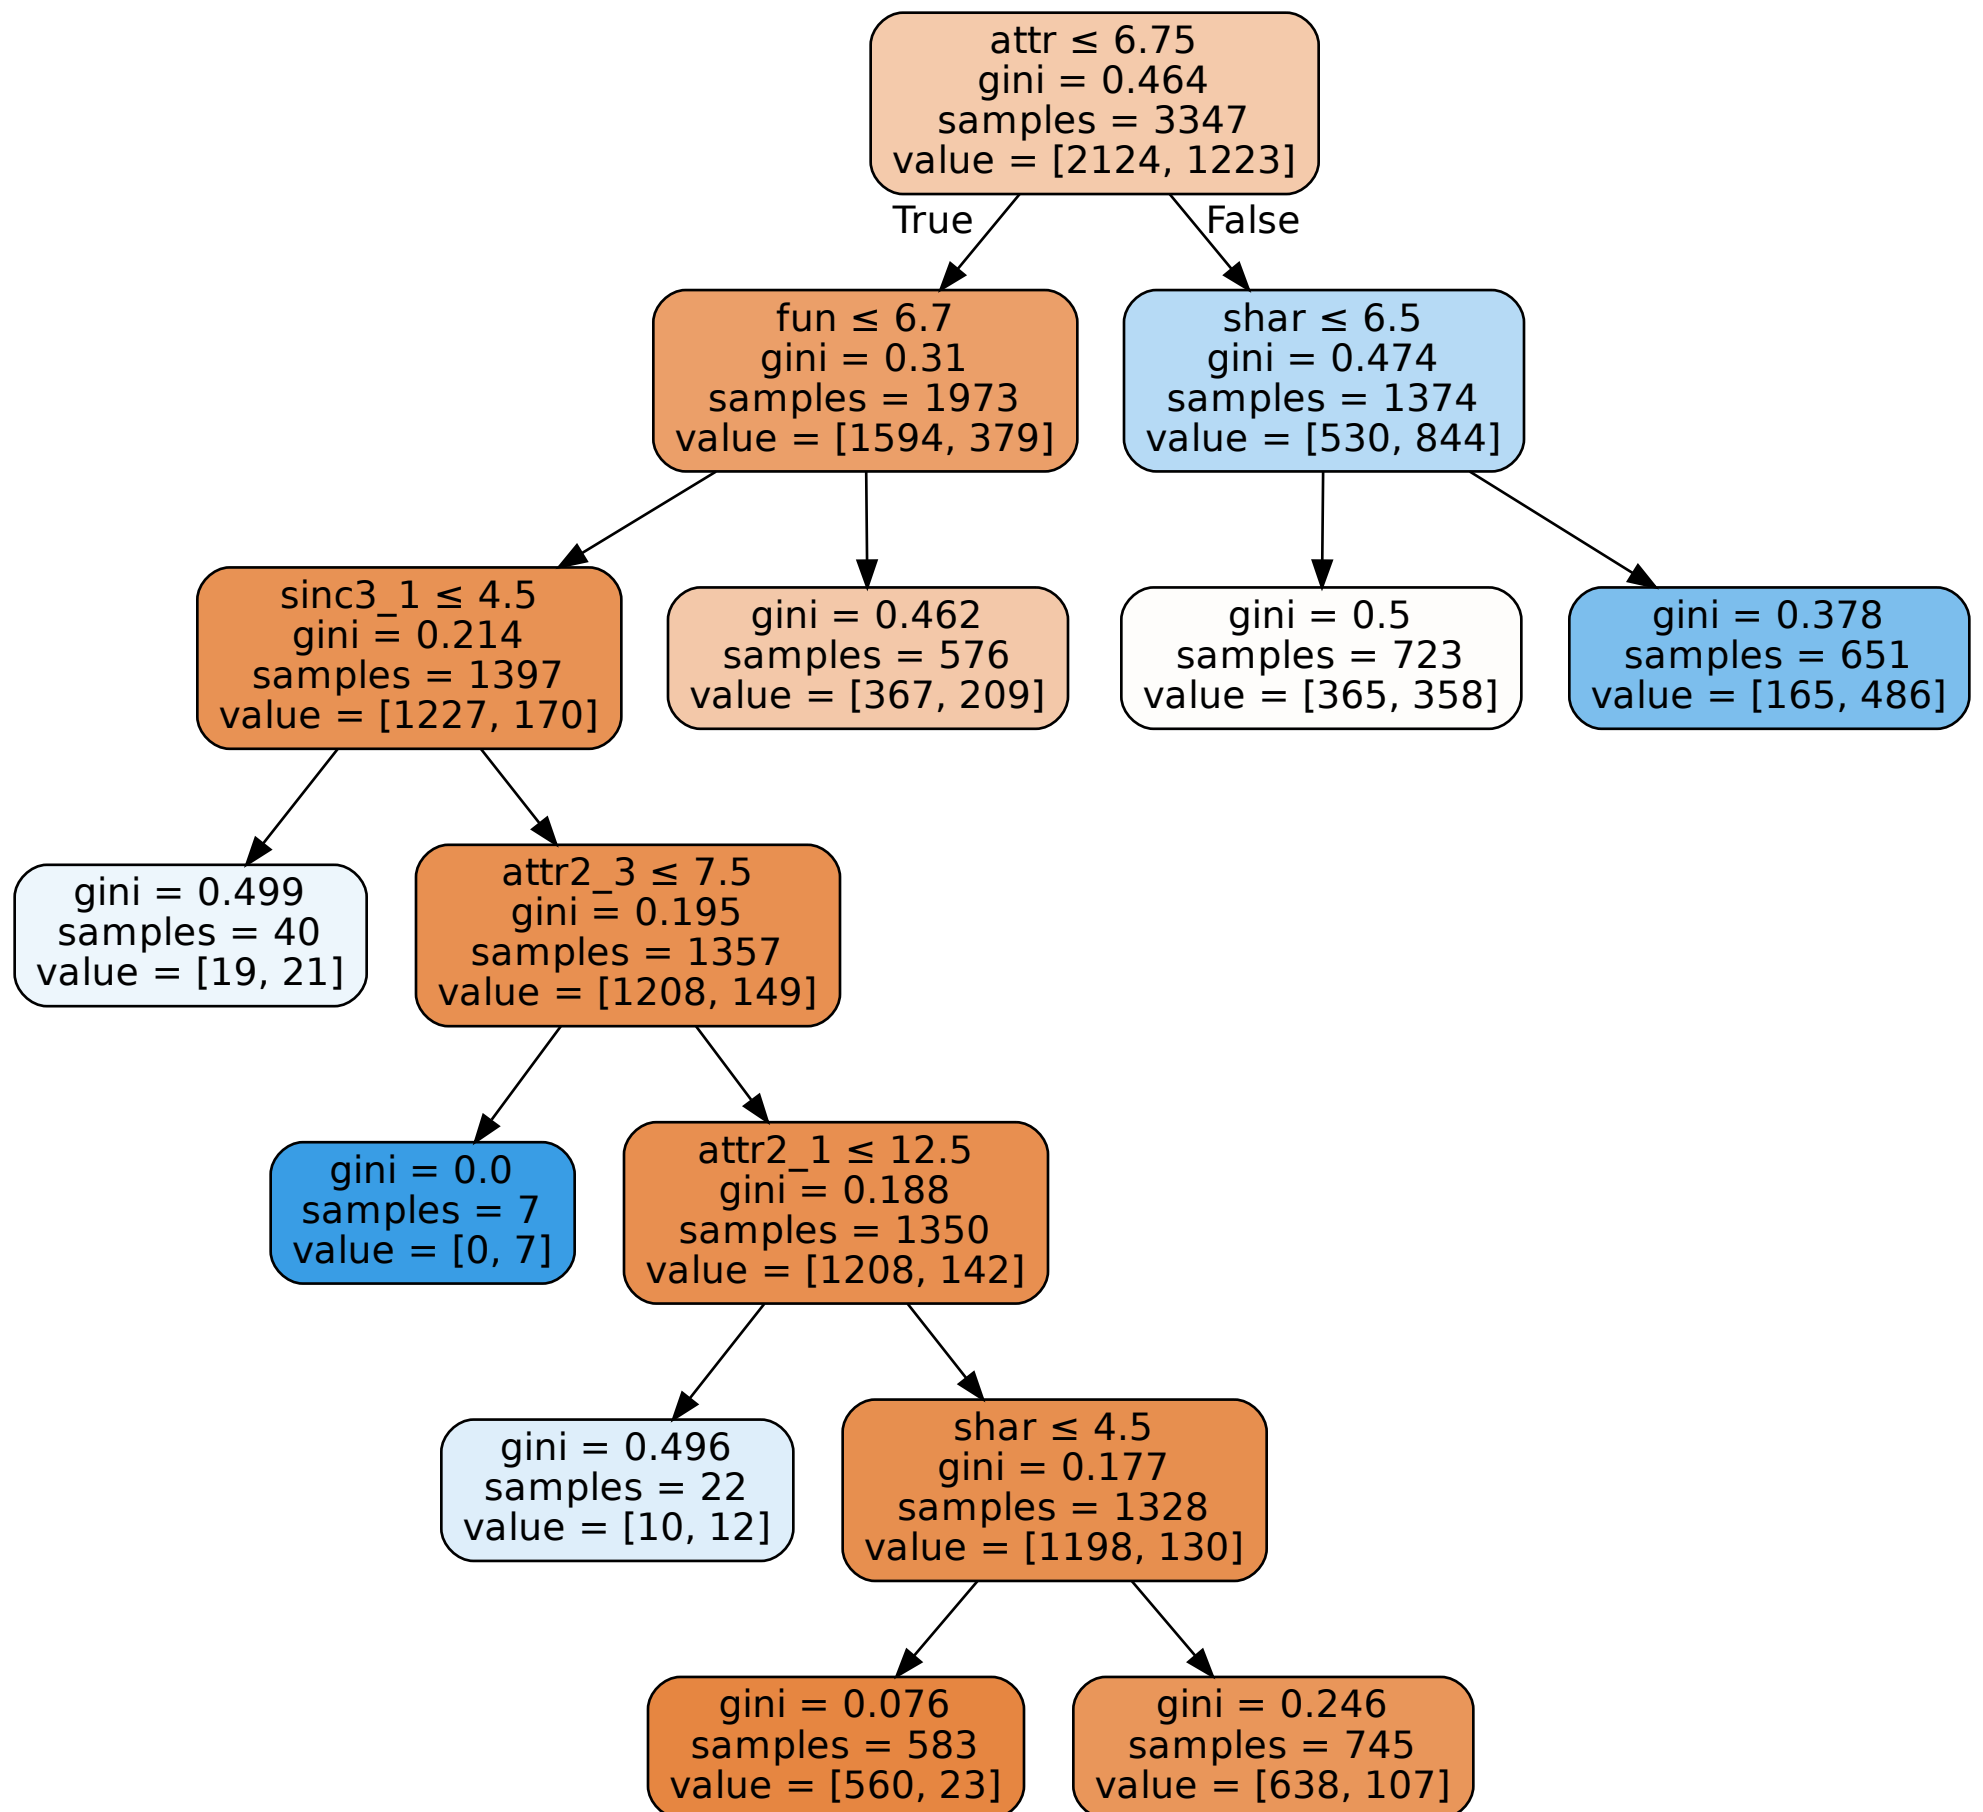 attr ≤ 6.75
gini = 0.464
samples = 3347
value = [2124, 1223]
True
False
fun ≤ 6.7
gini = 0.31
samples = 1973
value = [1594, 379]
shar ≤ 6.5
gini = 0.474
samples = 1374
value = [530, 844]
sinc3_1 ≤ 4.5
gini = 0.214
samples = 1397
value = [1227, 170]
gini = 0.462
samples = 576
value = [367, 209]
gini = 0.5
samples = 723
value = [365, 358]
gini = 0.378
samples = 651
value = [165, 486]
gini = 0.499
samples = 40
value = [19, 21]
attr2_3 ≤ 7.5
gini = 0.195
samples = 1357
value = [1208, 149]
gini = 0.0
samples = 7
value = [0, 7]
attr2_1 ≤ 12.5
gini = 0.188
samples = 1350
value = [1208, 142]
gini = 0.496
samples = 22
value = [10, 12]
shar ≤ 4.5
gini = 0.177
samples = 1328
value = [1198, 130]
gini = 0.076
samples = 583
value = [560, 23]
gini = 0.246
samples = 745
value = [638, 107]